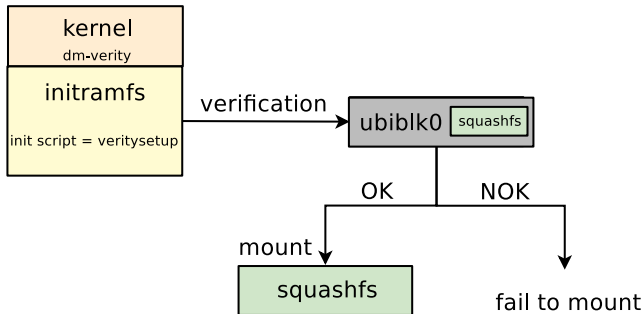 kernel
dm-verity
initramfs
init script = veritysetup
verification
ubiblk0
squashfs
OK
NOK
mount
squashfs
fail to mount